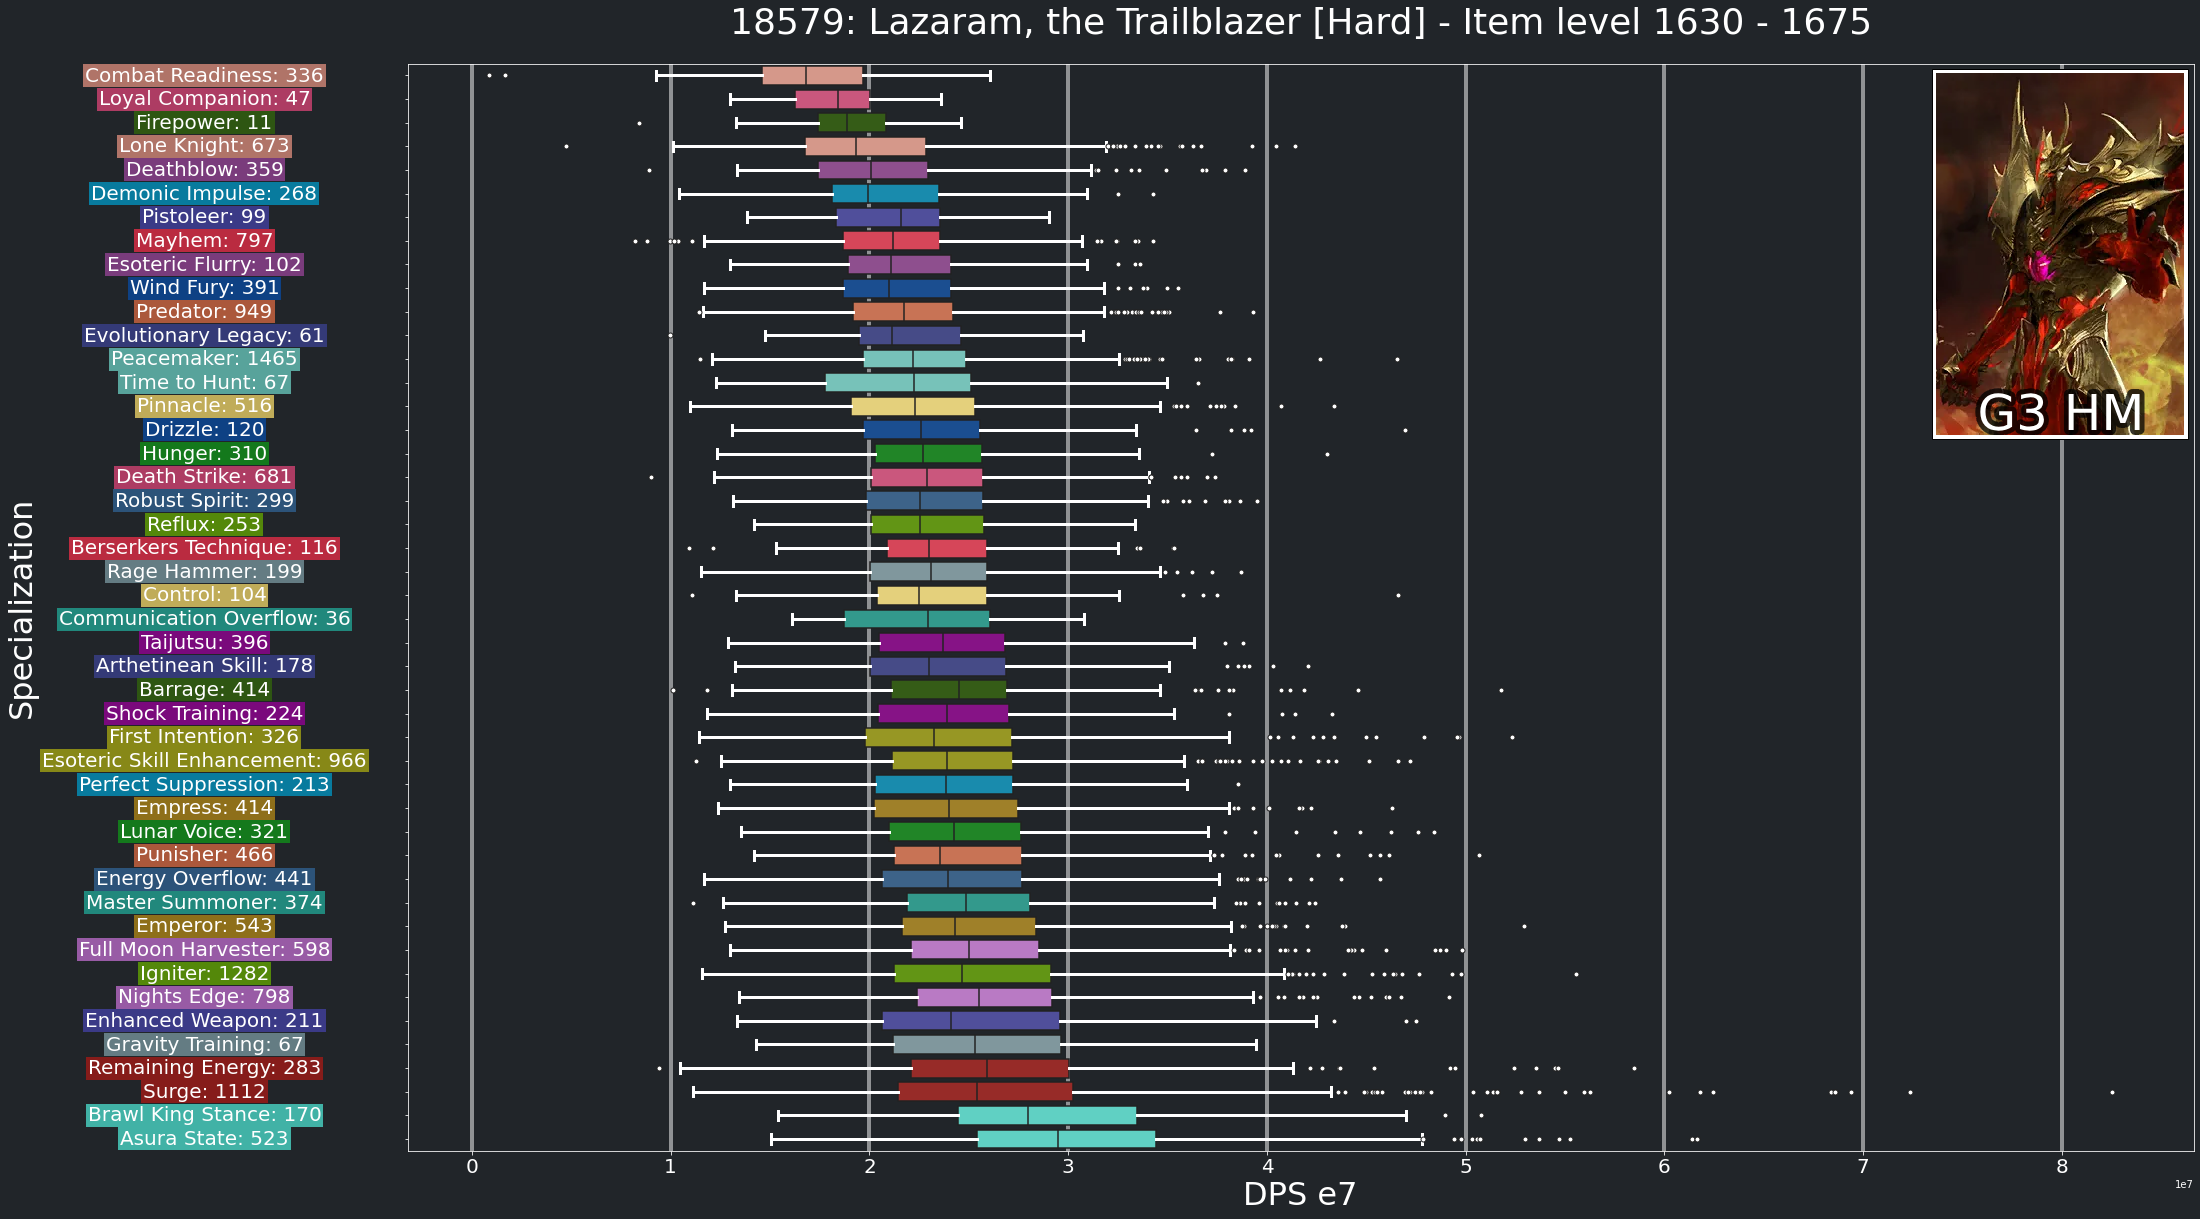 18579: Lazaram, the Trailblazer [Hard] - Item level 1630 - 1675
Combat Readiness: 336
Loyal Companion: 47
Firepower: 11
Lone Knight: 673
Deathblow: 359
Demonic Impulse: 268
Pistoleer: 99
Mayhem: 797
Esoteric Flurry: 102
Wind Fury: 391
Predator: 949
Evolutionary Legacy: 61
Peacemaker: 1465
Time to Hunt: 67
Pinnacle: 516
Drizzle: 120
Hunger: 310
Death Strike: 681
Robust Spirit: 299
Reflux: 253
Berserkers Technique: 116
Rage Hammer: 199
Control: 104
Communication Overflow: 36
Taijutsu: 396
Arthetinean Skill: 178
Barrage: 414
Shock Training: 224
First Intention: 326
Esoteric Skill Enhancement: 966
Perfect Suppression: 213
Empress: 414
Lunar Voice: 321
Punisher: 466
Energy Overflow: 441
Master Summoner: 374
Emperor: 543
Full Moon Harvester: 598
Igniter: 1282
Nights Edge: 798
Enhanced Weapon: 211
Gravity Training: 67
Remaining Energy: 283
Surge: 1112
Brawl King Stance: 170
Asura State: 523
Specialization
G3 HM
0 1 2 3 4 5 6 7 8
DPS e7
1e7